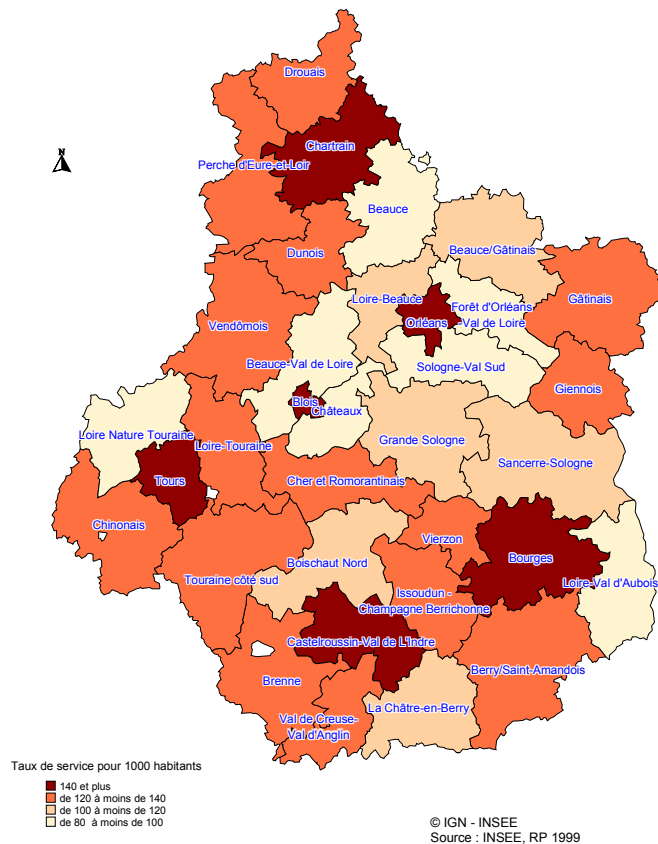 Drouais
Chartrain
N
Perche d'Eure-et-Loir
Beauce
Dunois
Beauce/Gâtinais
Loire-Beauce
Forêt d'Orléans
-Val de Loire
Gâtinais
Orléans
Vendômois
Beauce-Val de Loire
Sologne-Val Sud
Giennois
Blois
Châteaux
Loire Nature Touraine
Loire-Touraine
Grande Sologne
Sancerre-Sologne
Tours
Cher et Romorantinais
Chinonais
Vierzon
Bourges
Boischaut Nord
Touraine côté sud
Issoudun -
Champagne Berrichonne
Loire-Val d'Aubois
Castelroussin-Val de L'Indre
Brenne
Berry/Saint-Amandois
La Châtre-en-Berry
Val de Creuse-
Val d'Anglin
Taux de service pour 1000 habitants
140 et plus
de 120 à moins de 140
de 100 à moins de 120
de 80 à moins de 100
© IGN - INSEE
Source : INSEE, RP 1999